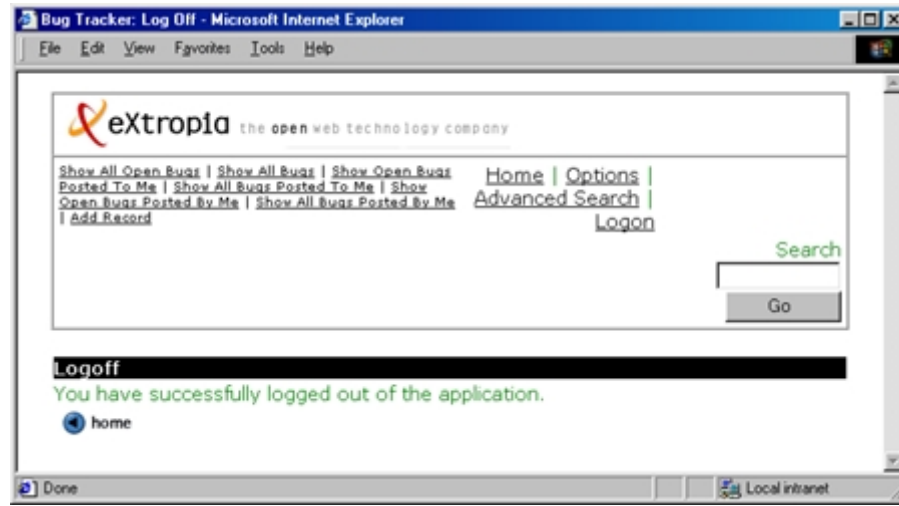 Bug Tracker: Log Off - Microsoft Internet Explorer
File Edit View Favorites Tools Help
eXtropia the open web technology company
Show All Open Bugs | Show All Bugs | Show Open Bugs
Posted To Me | Show All Bugs Posted To Me | Show
Open Bugs Posted By Me | Show All Bugs Posted By Me
| Add Record
Home | Options |
Advanced Search |
Logon
Search
Go
Logoff
You have successfully logged out of the application.
home
Done
Local intranet